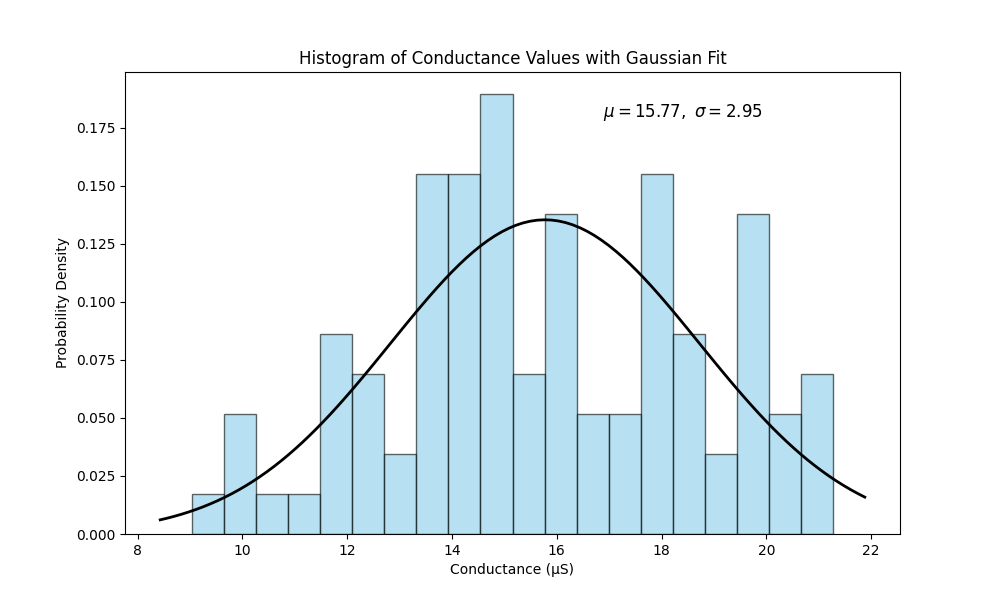 Histogram of Conductance Values with Gaussian Fit
μ = 15.77, σ = 2.95
Probability Density
0.175
0.150
0.125
0.100
0.075
0.050
0.025
0.000
8 10 12 14 16 18 20 22
Conductance (μS)